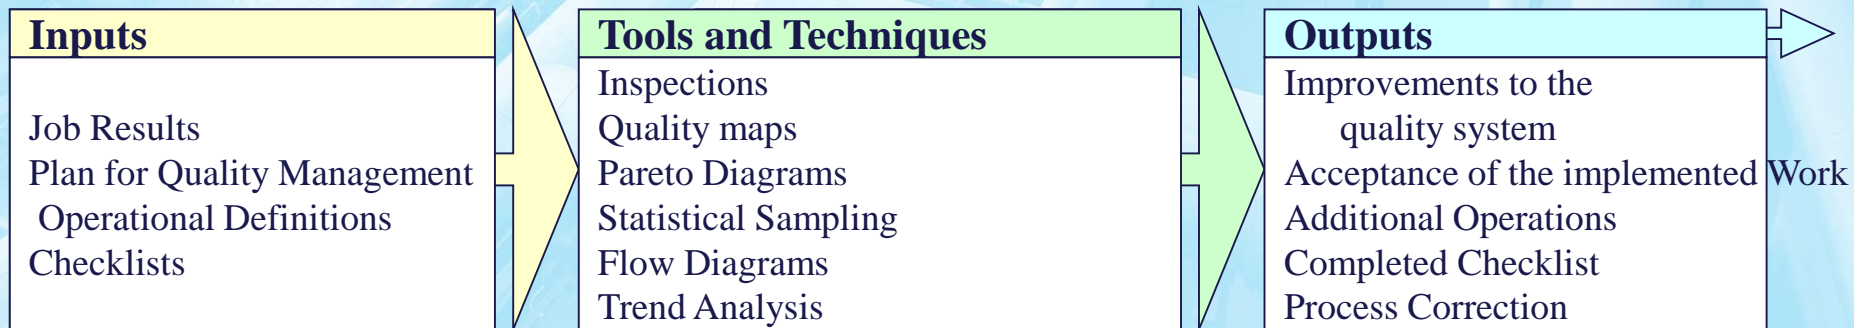 Inputs
Job Results
Plan for Quality Management
Operational Definitions
Checklists
Tools and Techniques
Inspections
Quality maps
Pareto Diagrams
Statistical Sampling
Flow Diagrams
Trend Analysis
Outputs
Improvements to the
quality system
Acceptance of the implemented Work
Additional Operations
Completed Checklist
Process Correction